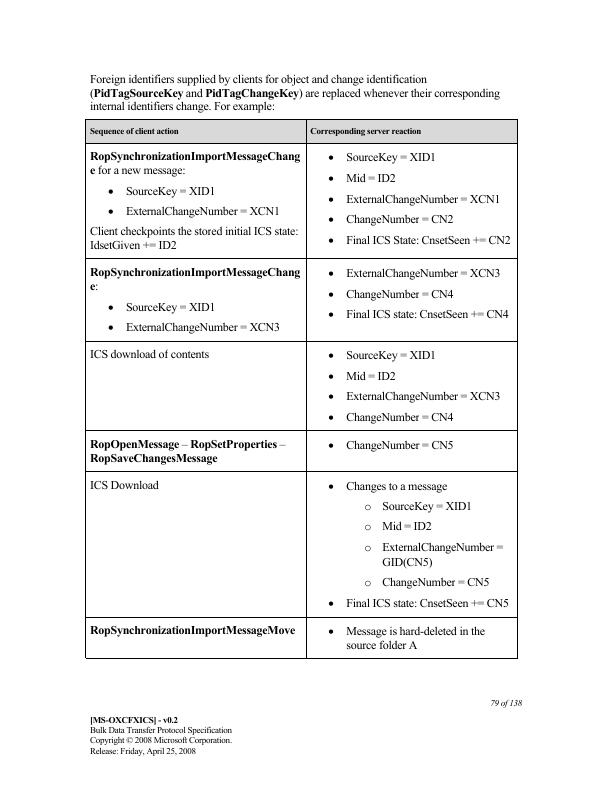 Foreign identifiers supplied by clients for object and change identification
(PidTagSourceKey and PidTagChangeKey) are replaced whenever their corresponding
internal identifiers change. For example:
Sequence of client action
Corresponding server reaction
RopSynchronizationImportMessageChang
e for a new message:
• SourceKey = XID1
• ExternalChangeNumber = XCN1
Client checkpoints the stored initial ICS state:
IdsetGiven += ID2
• SourceKey = XID1
• Mid = ID2
• ExternalChangeNumber = XCN1
• ChangeNumber = CN2
• Final ICS State: CnsetSeen += CN2
RopSynchronizationImportMessageChang
e:
• SourceKey = XID1
• ExternalChangeNumber = XCN3
• ExternalChangeNumber = XCN3
• ChangeNumber = CN4
• Final ICS state: CnsetSeen += CN4
ICS download of contents
• SourceKey = XID1
• Mid = ID2
• ExternalChangeNumber = XCN3
• ChangeNumber = CN4
RopOpenMessage – RopSetProperties –
RopSaveChangesMessage
• ChangeNumber = CN5
ICS Download
• Changes to a message
o SourceKey = XID1
o Mid = ID2
o ExternalChangeNumber =
GID(CN5)
o ChangeNumber = CN5
• Final ICS state: CnsetSeen += CN5
RopSynchronizationImportMessageMove
• Message is hard-deleted in the
source folder A
79 of 138
[MS-OXCFXICS] - v0.2
Bulk Data Transfer Protocol Specification
Copyright © 2008 Microsoft Corporation.
Release: Friday, April 25, 2008